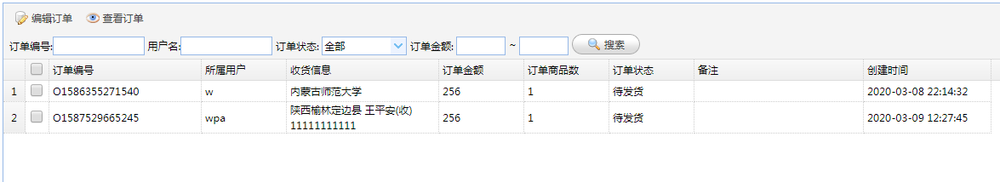 编辑订单 查看订单
订单编号: 用户名: 订单状态: 全部 订单金额: ~ 搜索
订单编号 所属用户 收货信息 订单金额 订单商品数 订单状态 备注 创建时间
1 O1586355271540 w 内蒙古师范大学 256 1 待发货 2020-03-08 22:14:32
2 O1587529665245 wpa 陕西榆林定边县 王平安(收) 256 1 待发货 2020-03-09 12:27:45
11111111111